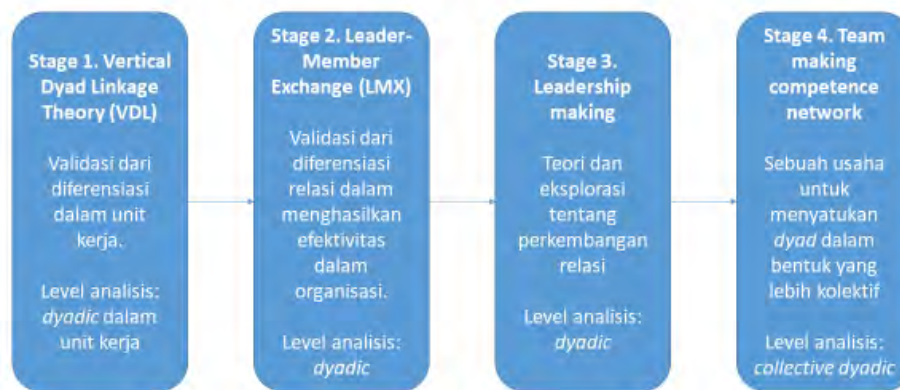 Stage 1. Vertical
Dyad Linkage
Theory (VDL)
Validasi dari
diferensiasi
dalam unit
kerja.
Level analisis:
dyadic dalam
unit kerja
Stage 2. Leader-
Member
Exchange (LMX)
Validasi dari
diferensiasi
relasi dalam
menghasilkan
efektivitas
dalam
organisasi.
Level analisis:
dyadic
Stage 3.
Leadership
making
Teori dan
eksplorasi
tentang
perkembangan
relasi
Level analisis:
dyadic
Stage 4. Team
making
competence
network
Sebuah usaha
untuk
menyatukan
dyad dalam
bentuk yang
lebih kolektif
Level analisis:
collective dyadic